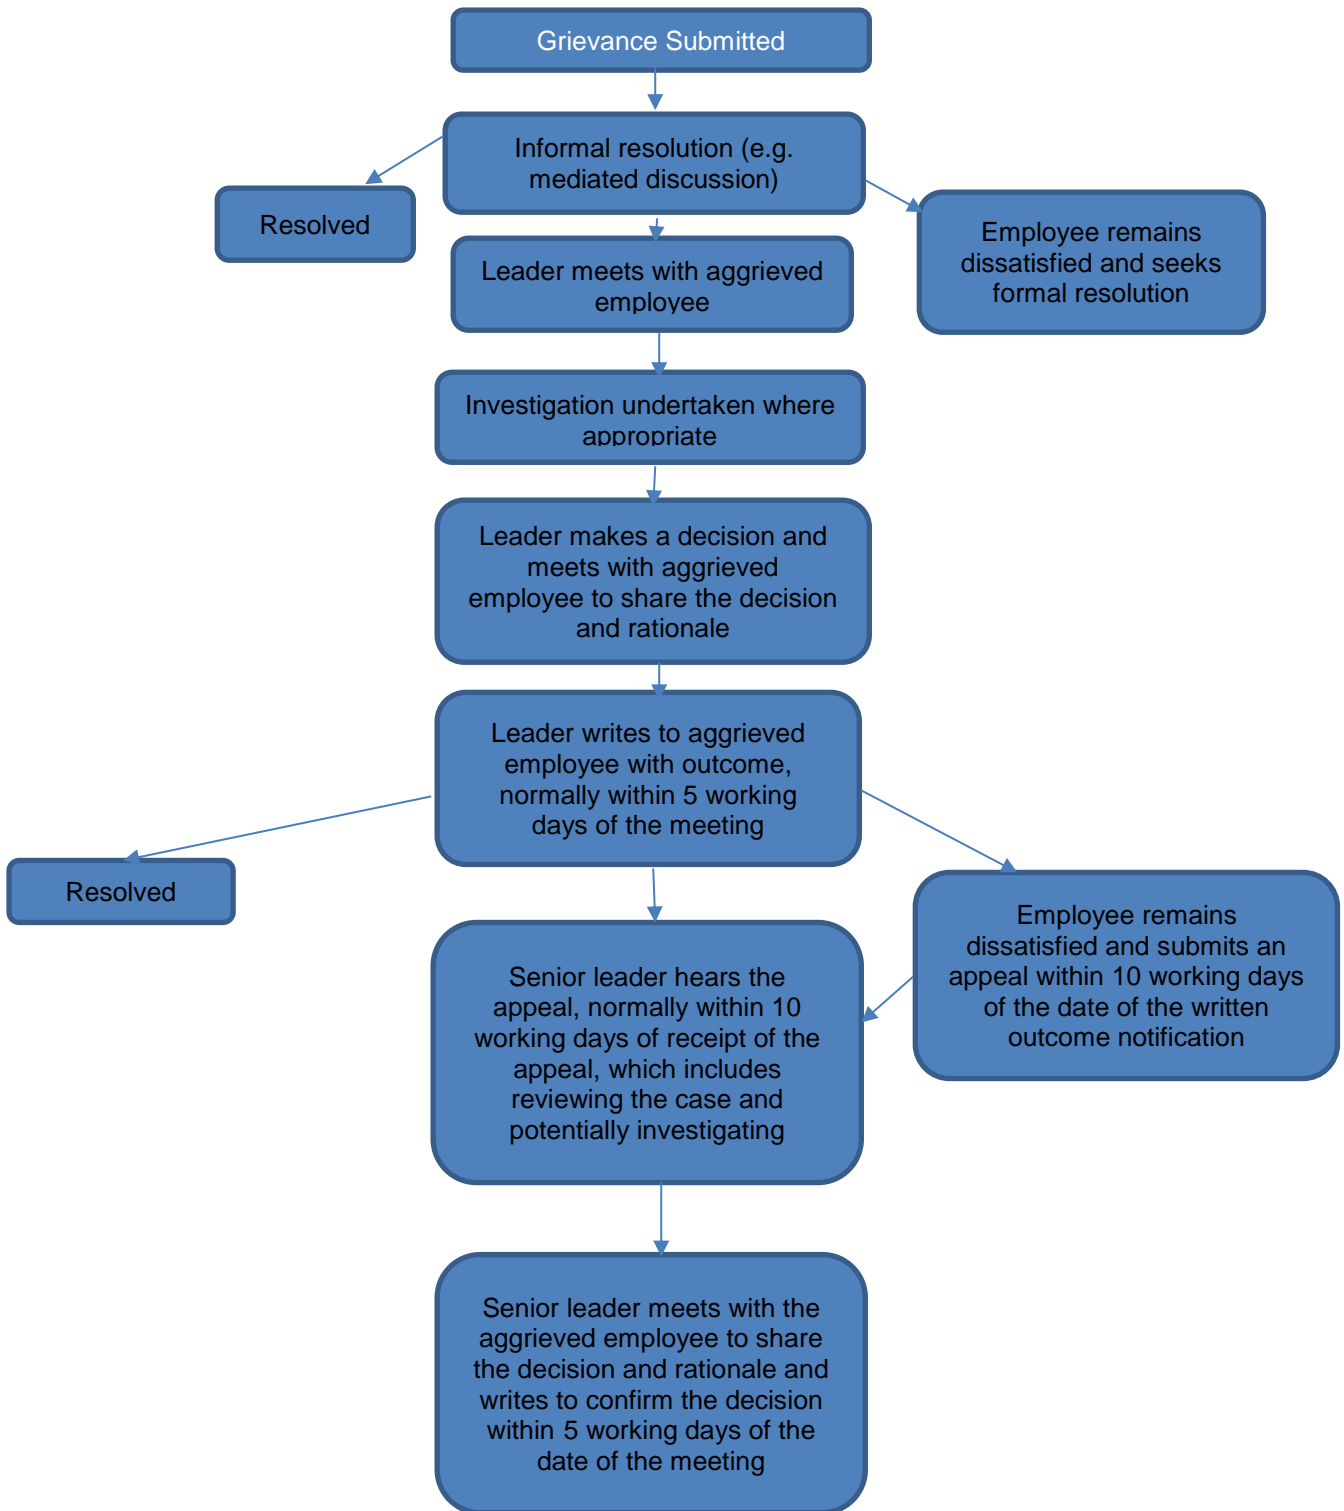 Grievance Submitted
Informal resolution (e.g.
mediated discussion)
Resolved
Employee remains
dissatisfied and seeks
formal resolution
Leader meets with aggrieved
employee
Investigation undertaken where
appropriate
Leader makes a decision and
meets with aggrieved
employee to share the decision
and rationale
Leader writes to aggrieved
employee with outcome,
normally within 5 working
days of the meeting
Resolved
Employee remains
dissatisfied and submits an
appeal within 10 working days
of the date of the written
outcome notification
Senior leader hears the
appeal, normally within 10
working days of receipt of the
appeal, which includes
reviewing the case and
potentially investigating
Senior leader meets with the
aggrieved employee to share
the decision and rationale and
writes to confirm the decision
within 5 working days of the
date of the meeting